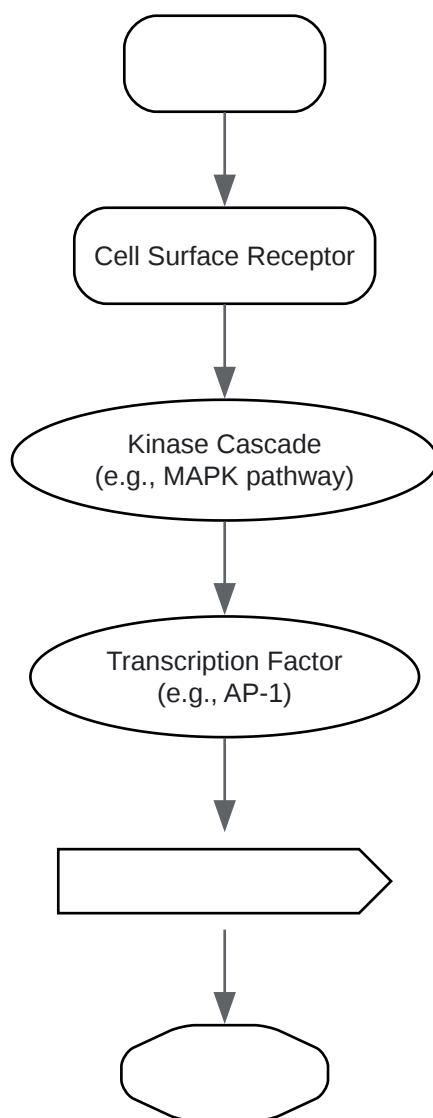 Cell Surface Receptor
Kinase Cascade
(e.g., MAPK pathway)
Transcription Factor
(e.g., AP-1)